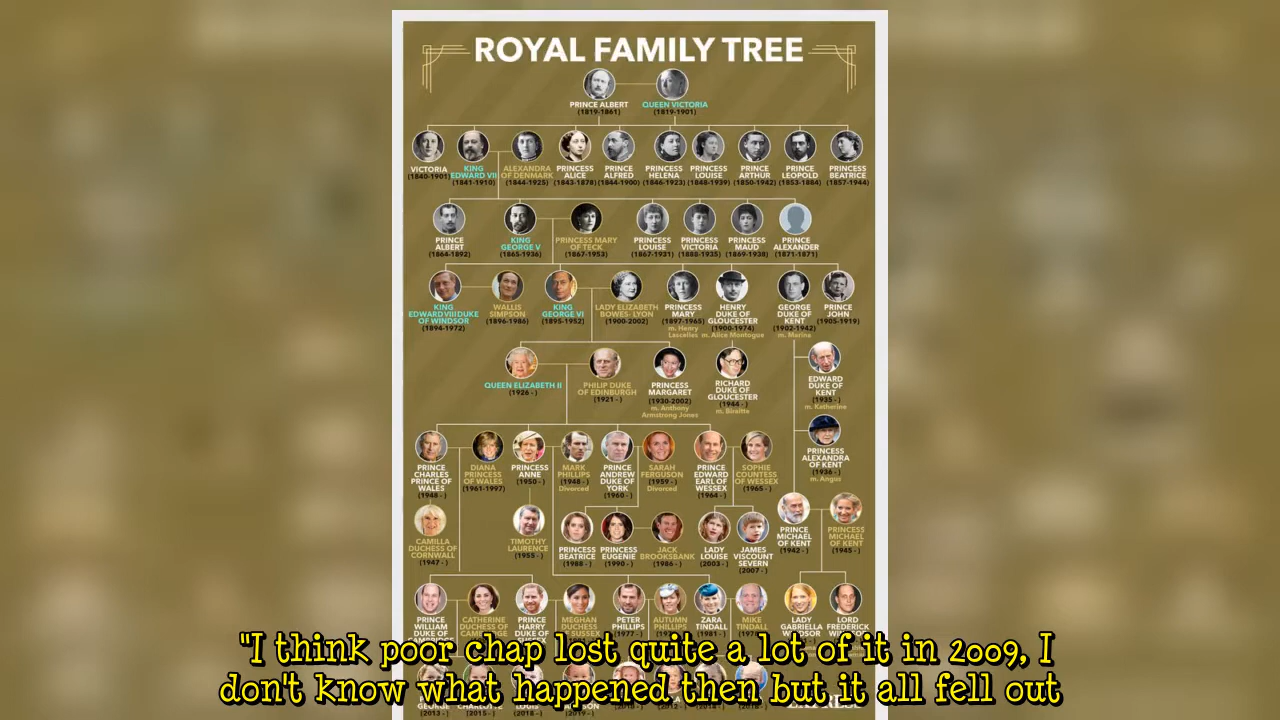 ROYAL FAMILY TREE
PRINCE ALBERT
(1819-1861)
QUEEN VICTORIA
(1819-1901)
VICTORIA
(1840-1901)
KING
EDWARD VII
(1841-1910)
ALEXANDRA
OF DENMARK
(1844-1925)
PRINCESS
ALICE
(1843-1878)
PRINCE
ALFRED
(1844-1900)
PRINCESS
HELENA
(1846-1923)
PRINCESS
LOUISE
(1848-1939)
PRINCE
ARTHUR
(1850-1942)
PRINCE
LEOPOLD
(1853-1884)
PRINCESS
BEATRICE
(1857-1944)
PRINCE
ALBERT
(1864-1892)
KING
GEORGE V
(1865-1936)
PRINCESS MARY
OF TECK
(1867-1953)
PRINCESS
LOUISE
(1867-1931)
PRINCESS
VICTORIA
(1888-1935)
PRINCESS
MAUD
(1869-1938)
PRINCE
ALEXANDER
(1871-1871)
KING
EDWARD VIII DUKE
OF WINDSOR
(1894-1972)
WALLIS
SIMPSON
(1896-1986)
KING
GEORGE VI
(1895-1952)
LADY ELIZABETH
BOWES- LYON
(1900-2002)
PRINCESS
MARY
(1897-1965)
m. Henry
Lascelles
HENRY
DUKE OF
GLOUCESTER
(1900-1974)
m. Alice Montague
GEORGE
DUKE OF
KENT
(1902-1942)
m. Marina
PRINCE
JOHN
(1905-1919)
QUEEN ELIZABETH II
(1926 - )
PHILIP DUKE
OF EDINBURGH
(1921 - )
PRINCESS
MARGARET
(1930-2002)
m. Anthony
Armstrong Jones
RICHARD
DUKE OF
GLOUCESTER
(1944 - )
m. Biraitte
EDWARD
DUKE OF
KENT
(1935 - )
m. Katherine
PRINCESS
ALEXANDRA
OF KENT
(1936 - )
m. Angus
PRINCE
CHARLES
PRINCE OF
WALES
(1948 - )
DIANA
PRINCESS
OF WALES
(1961-1997)
PRINCESS
ANNE
(1950 - )
MARK
PHILLIPS
(1948 - )
Divorced
PRINCE
ANDREW
DUKE OF
YORK
(1960 - )
SARAH
FERGUSON
(1959 - )
Divorced
PRINCE
EDWARD
EARL OF
WESSEX
(1964 - )
SOPHIE
COUNTESS
OF WESSEX
(1965 - )
CAMILLA
DUCHESS OF
CORNWALL
(1947 - )
TIMOTHY
LAURENCE
(1955 - )
PRINCESS
BEATRICE
(1988 - )
PRINCESS
EUGENIE
(1990 - )
JACK
BROOKSBANK
(1986 - )
LADY
LOUISE
(2003 - )
JAMES
VISCOUNT
SEVERN
(2007 - )
PRINCE
MICHAEL
OF KENT
(1942 - )
PRINCESS
MICHAEL
OF KENT
(1945 - )
PRINCE
WILLIAM
DUKE OF
CATHERINE
DUCHESS OF
PRINCE
HARRY
DUKE OF
MEGHAN
DUCHESS
PETER
PHILLIPS
(1977 - )
AUTUMN
PHILLIPS
ZARA
TINDALL
(1981 - )
MIKE
TINDALL
LADY
GABRIELLA
LORD
FREDERICK
"I think poor chap lost quite a lot of it in 2009, I
don't know what happened then but it all fell out
(2013 - )
(2015 - )
(2018 - )